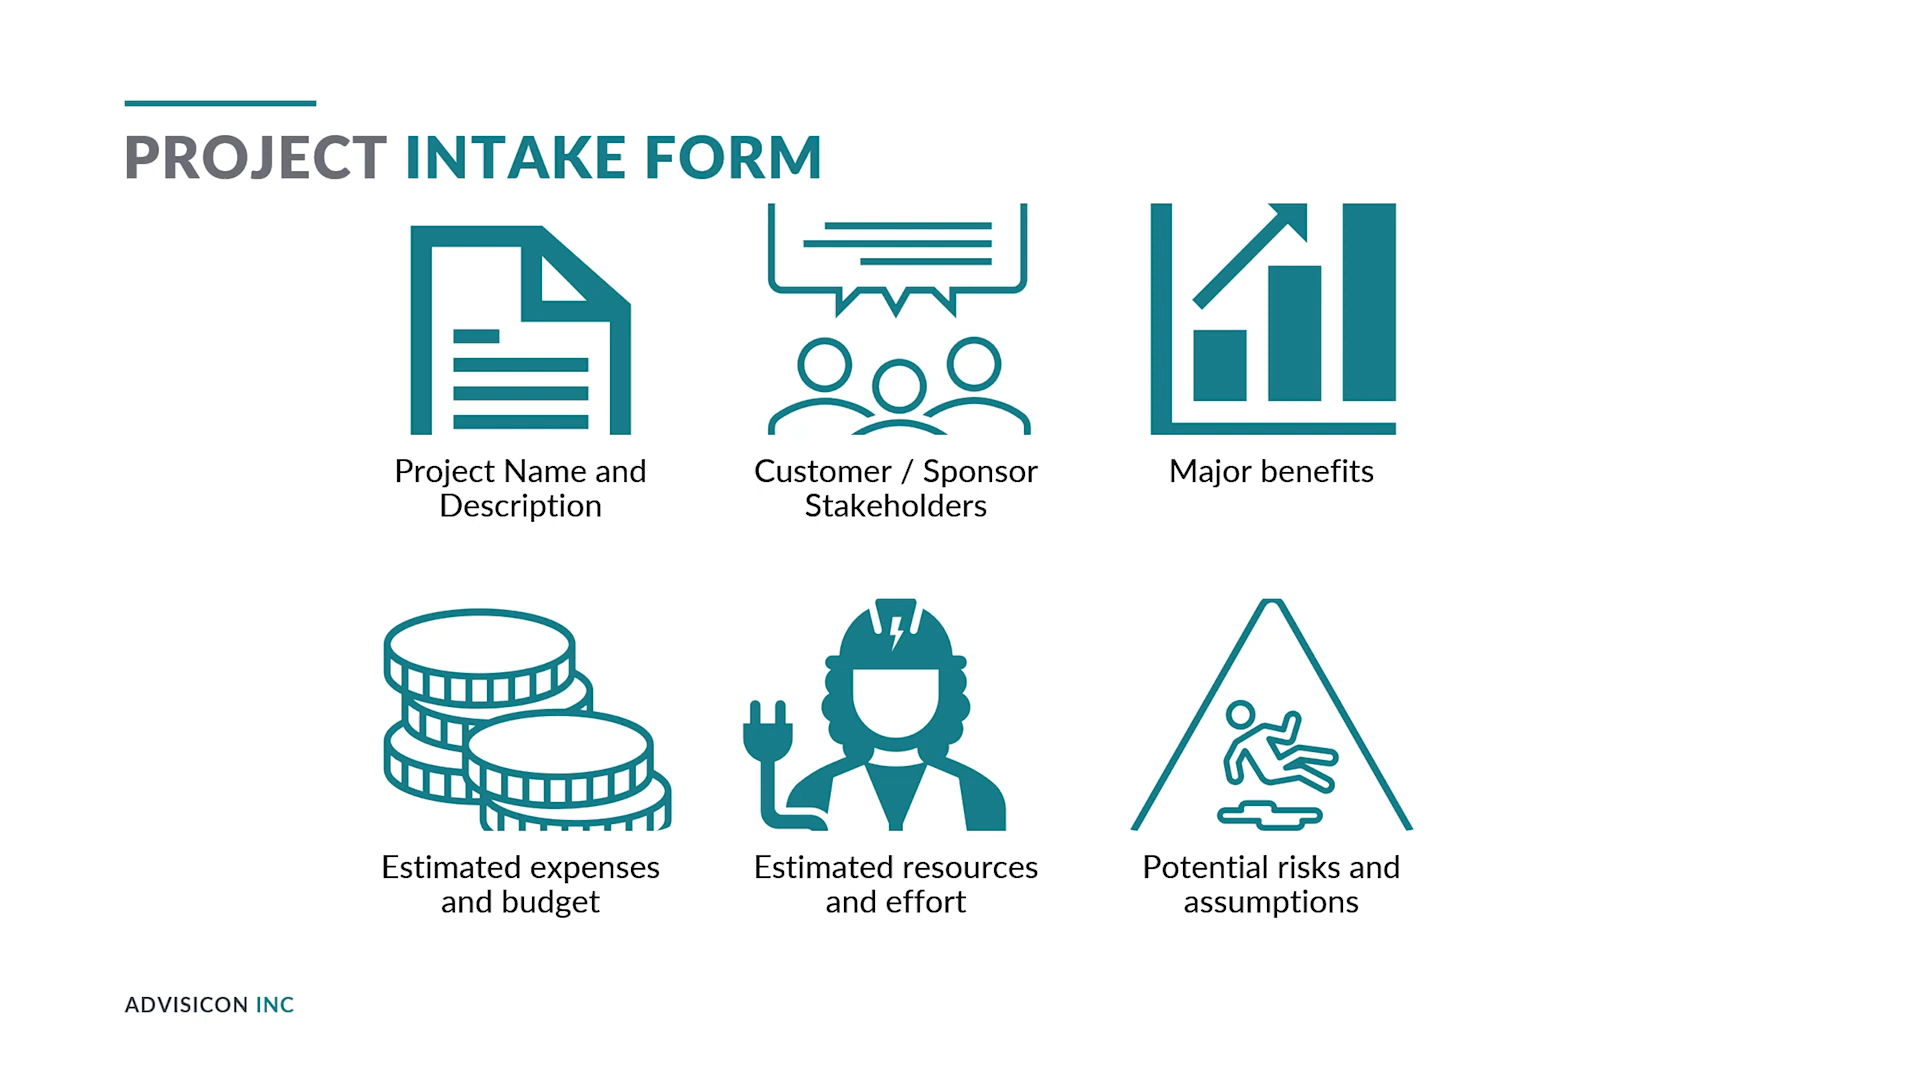 PROJECT INTAKE FORM
Project Name and
Description
Customer / Sponsor
Stakeholders
Major benefits
Estimated expenses
and budget
Estimated resources
and effort
Potential risks and
assumptions
ADVISICON INC